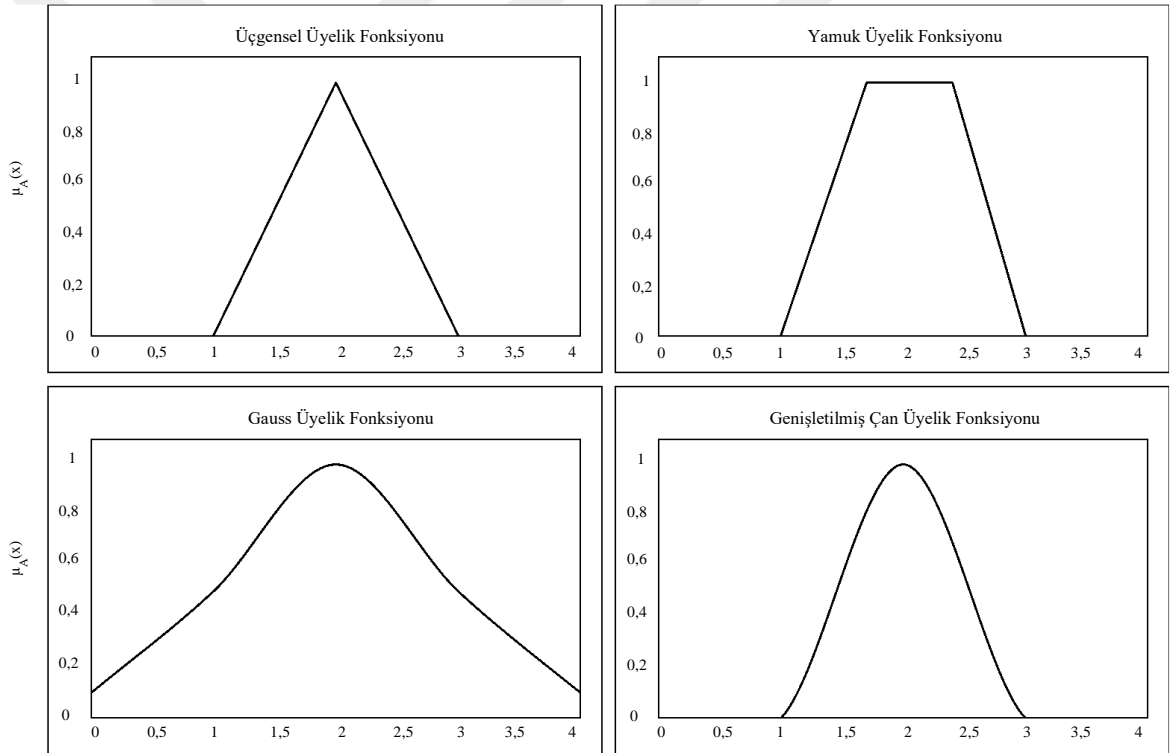 Üçgensel Üyelik Fonksiyonu
1
0,8
0,6
0,4
0,2
0
μA(x)
0 0,5 1 1,5 2 2,5 3 3,5 4
Yamuk Üyelik Fonksiyonu
1
0,8
0,6
0,4
0,2
0
0 0,5 1 1,5 2 2,5 3 3,5 4
Gauss Üyelik Fonksiyonu
1
0,8
0,6
0,4
0,2
0
μA(x)
0 0,5 1 1,5 2 2,5 3 3,5 4
Genişletilmiş Çan Üyelik Fonksiyonu
1
0,8
0,6
0,4
0,2
0
0 0,5 1 1,5 2 2,5 3 3,5 4